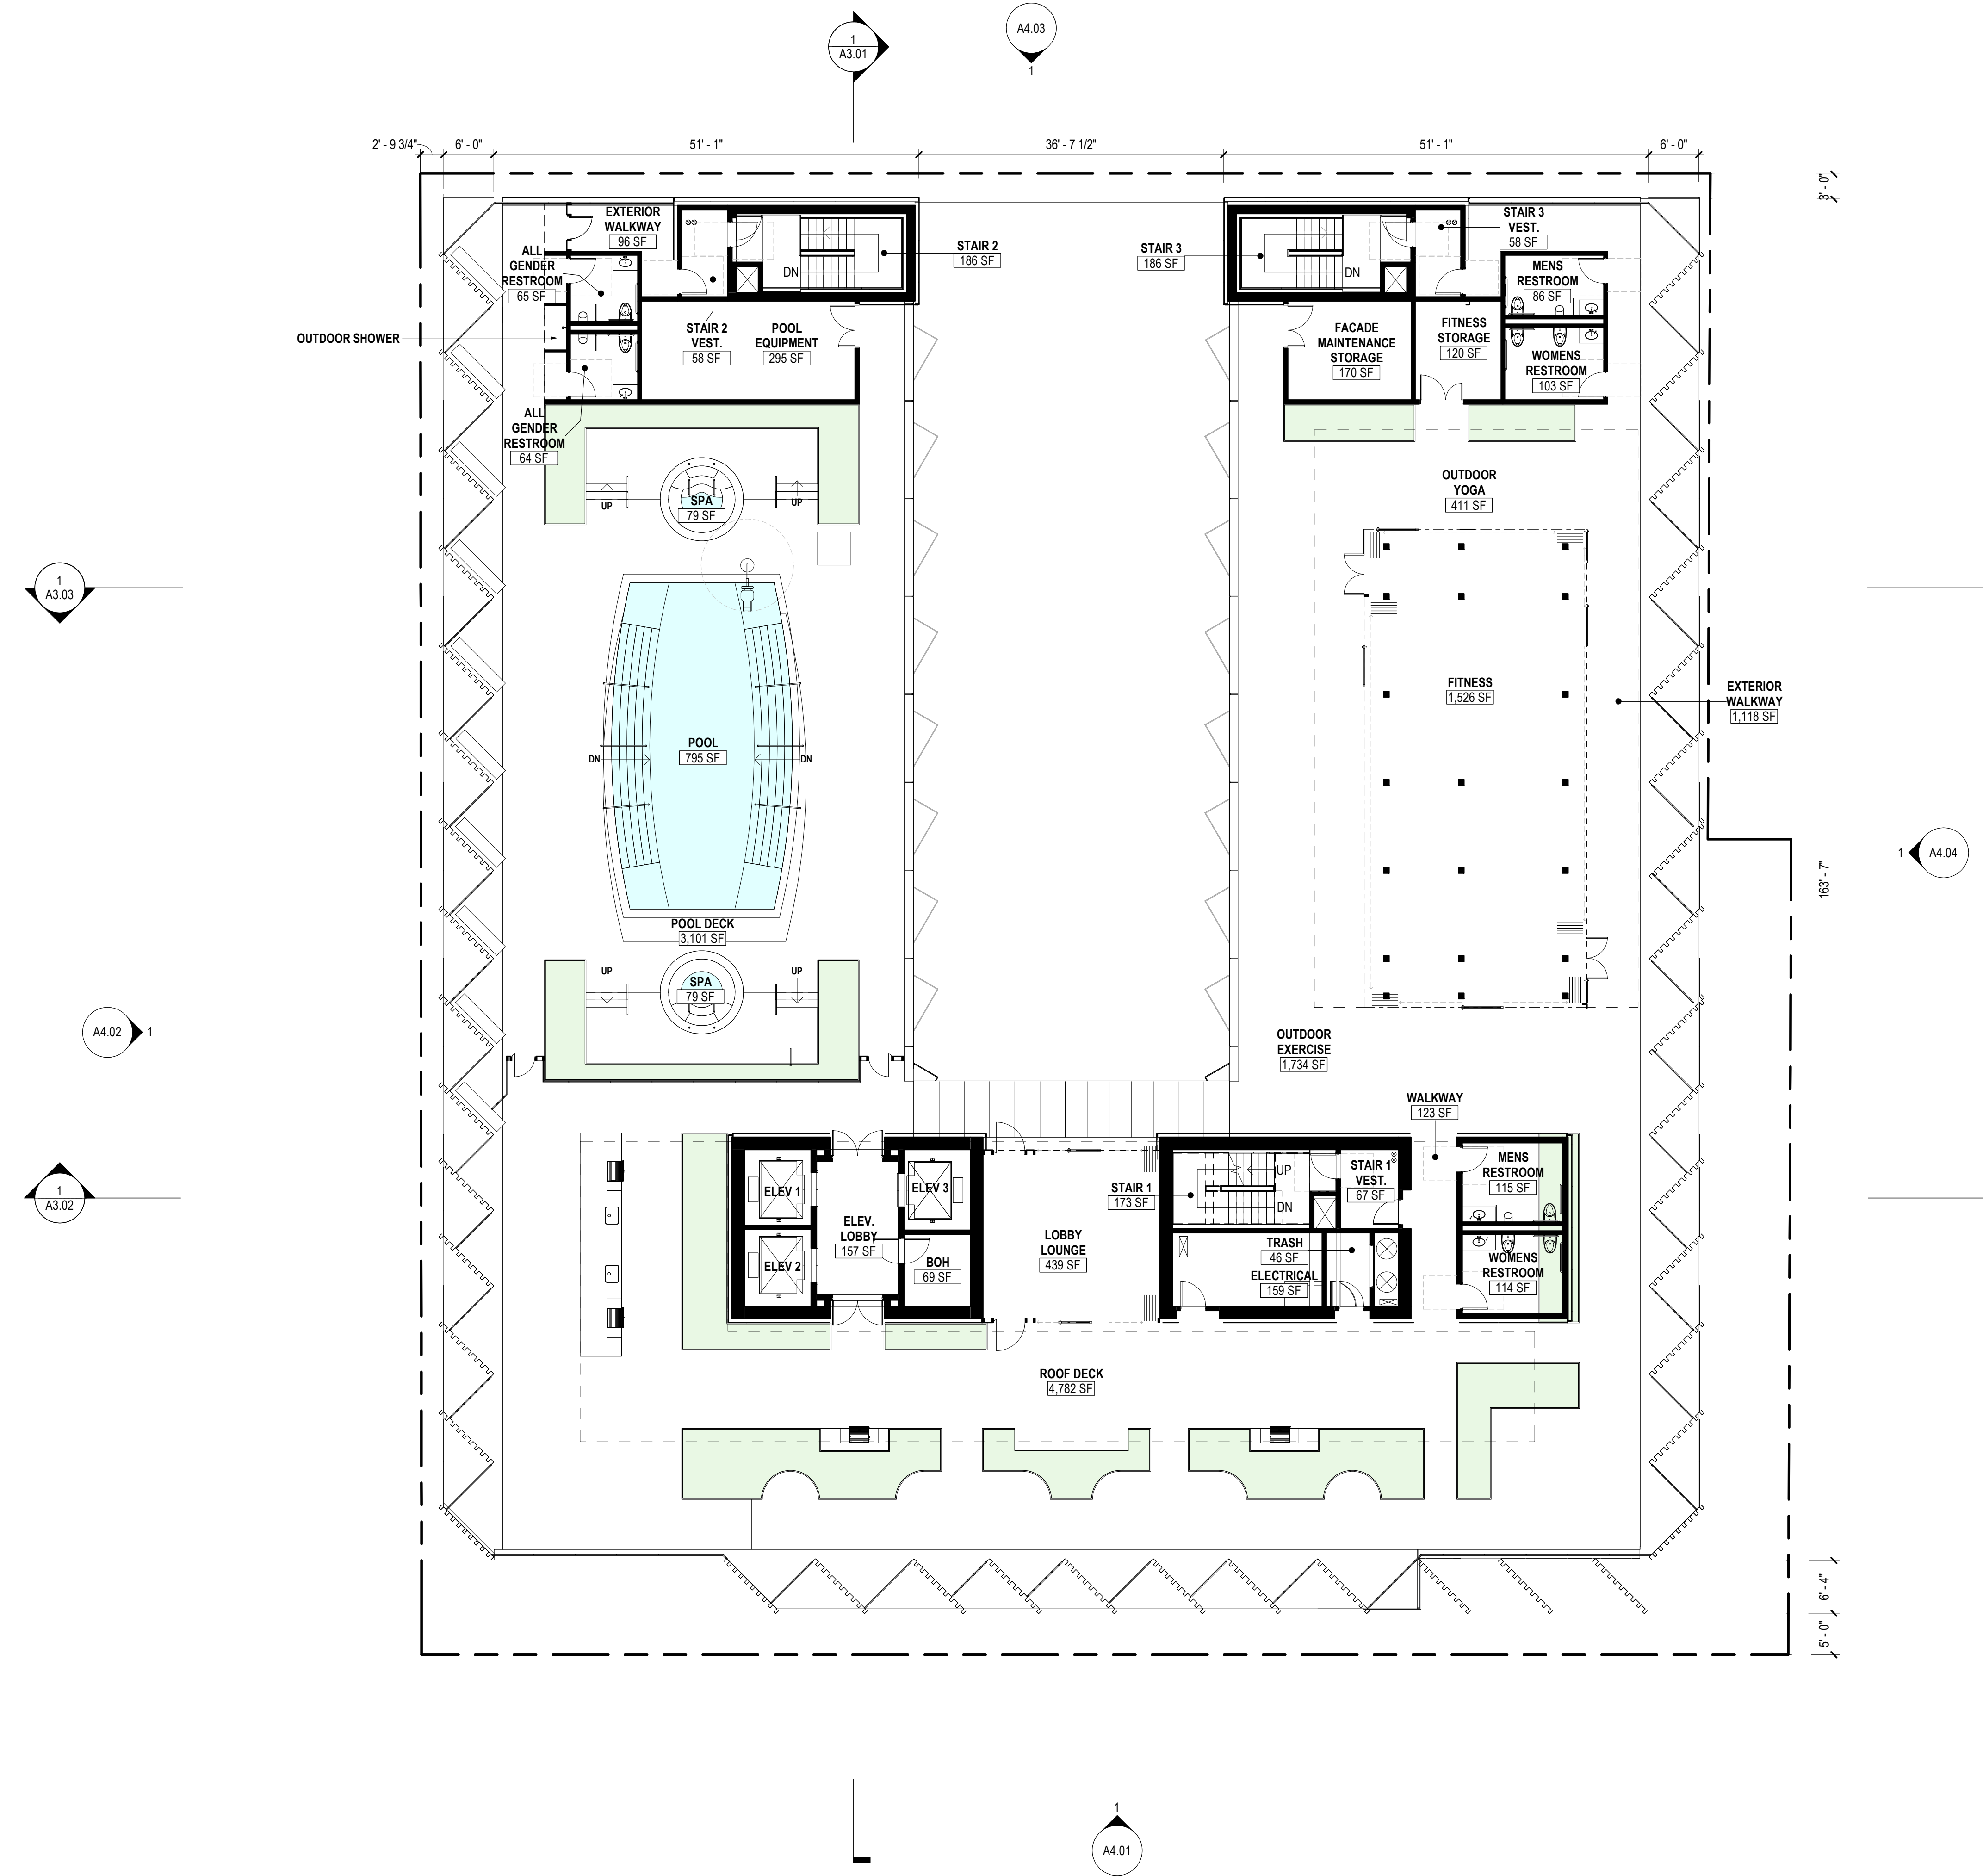 1
A3.01
A4.03
1
2' - 9 3/4"
6' - 0"
51' - 1"
36' - 7 1/2"
51' - 1"
6' - 0"
3' - 0"
EXTERIOR
WALKWAY
96 SF
ALL
GENDER
RESTROOM
65 SF
OUTDOOR SHOWER
DN
STAIR 2
186 SF
STAIR 2
VEST.
58 SF
POOL
EQUIPMENT
295 SF
ALL
GENDER
RESTROOM
64 SF
STAIR 3
186 SF
DN
STAIR 3
VEST.
58 SF
MENS
RESTROOM
86 SF
FACADE
MAINTENANCE
STORAGE
170 SF
FITNESS
STORAGE
120 SF
WOMENS
RESTROOM
103 SF
UP
SPA
79 SF
UP
OUTDOOR
YOGA
411 SF
1
A3.03
FITNESS
1,526 SF
EXTERIOR
WALKWAY
1,118 SF
POOL
795 SF
DN
DN
163' - 7"
1
A4.04
POOL DECK
3,101 SF
UP
SPA
79 SF
UP
A4.02
1
OUTDOOR
EXERCISE
1,734 SF
WALKWAY
123 SF
1
A3.02
ELEV 1
ELEV 3
ELEV 2
ELEV.
LOBBY
157 SF
BOH
69 SF
LOBBY
LOUNGE
439 SF
STAIR 1
173 SF
UP
DN
STAIR 1
VEST.
67 SF
TRASH
46 SF
ELECTRICAL
159 SF
MENS
RESTROOM
115 SF
WOMENS
RESTROOM
114 SF
ROOF DECK
4,782 SF
6' - 4"
5' - 0"
1
A4.01